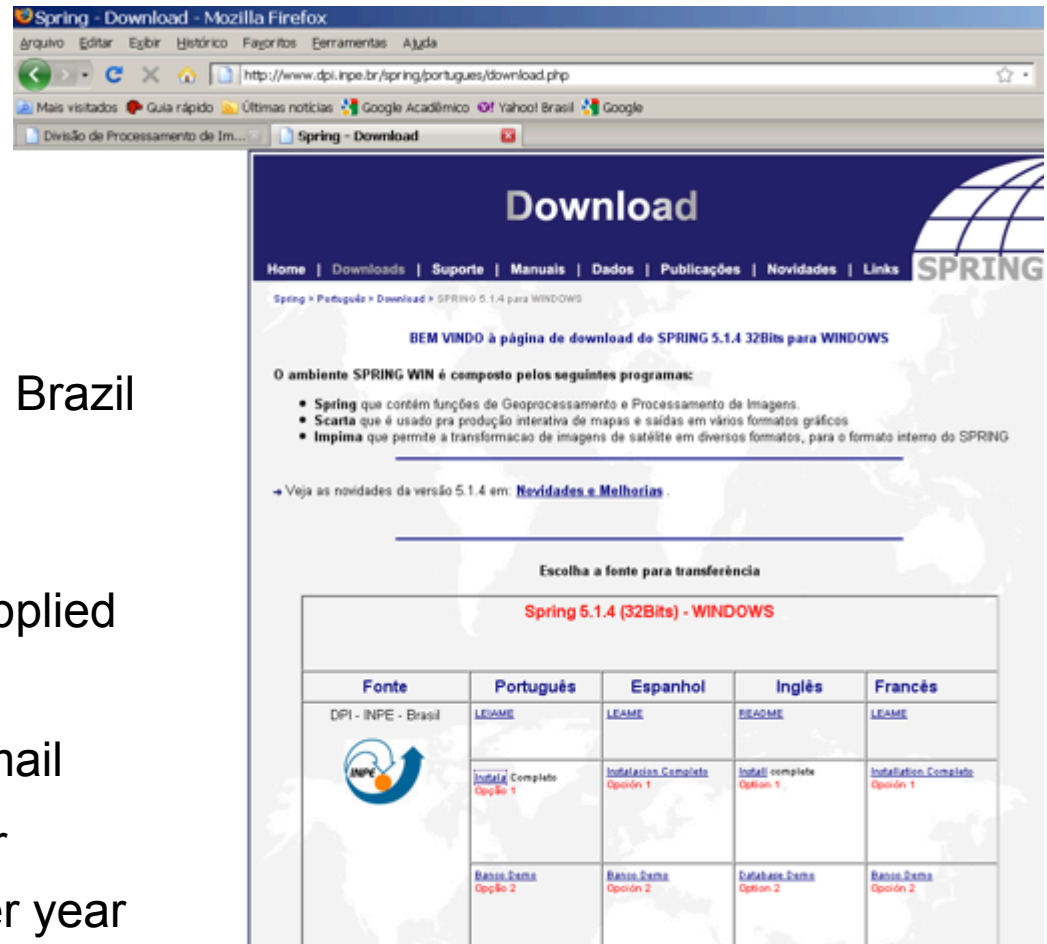 Spring - Download - Mozilla Firefox
Arquivo Editar Exibir Histórico Favoritos Ferramentas Ajuda
http://www.dpi.inpe.br/spring/portugues/download.php
Mais visitados Guia rápido Últimas notícias Google Acadêmico Yahoo! Brasil Google
Divisão de Processamento de Im... Spring - Download
Download
Home | Downloads | Suporte | Manuais | Dados | Publicações | Novidades | Links
SPRING
Spring > Português > Download > SPRING 5.1.4 para WINDOWS
BEM VINDO à página de download do SPRING 5.1.4 32Bits para WINDOWS
O ambiente SPRING WIN é composto pelos seguintes programas:
• Spring que contém funções de Geoprocessamento e Processamento de Imagens.
• Scarta que é usado pra produção interativa de mapas e saídas em vários formatos gráficos
• Impima que permite a transformacao de imagens de satélite em diversos formatos, para o formato interno do SPRING
Brazil
Veja as novidades da versão 5.1.4 em: Novidades e Melhorias .
Escolha a fonte para transferència
pplied
Spring 5.1.4 (32Bits) - WINDOWS
Fonte Português Espanhol Inglês Francês
DPI - INPE - Brasil LEIAME LEAME README LEAME
INPE
nail
Instala Completo Instalacion Completo Install complete Installation Completo
Opção 1 Opción 1 Option 1 Opción 1
r
Banco Demo Banco Demo Database Demo Banco Demo
Opção 2 Opción 2 Option 2 Opción 2
er year